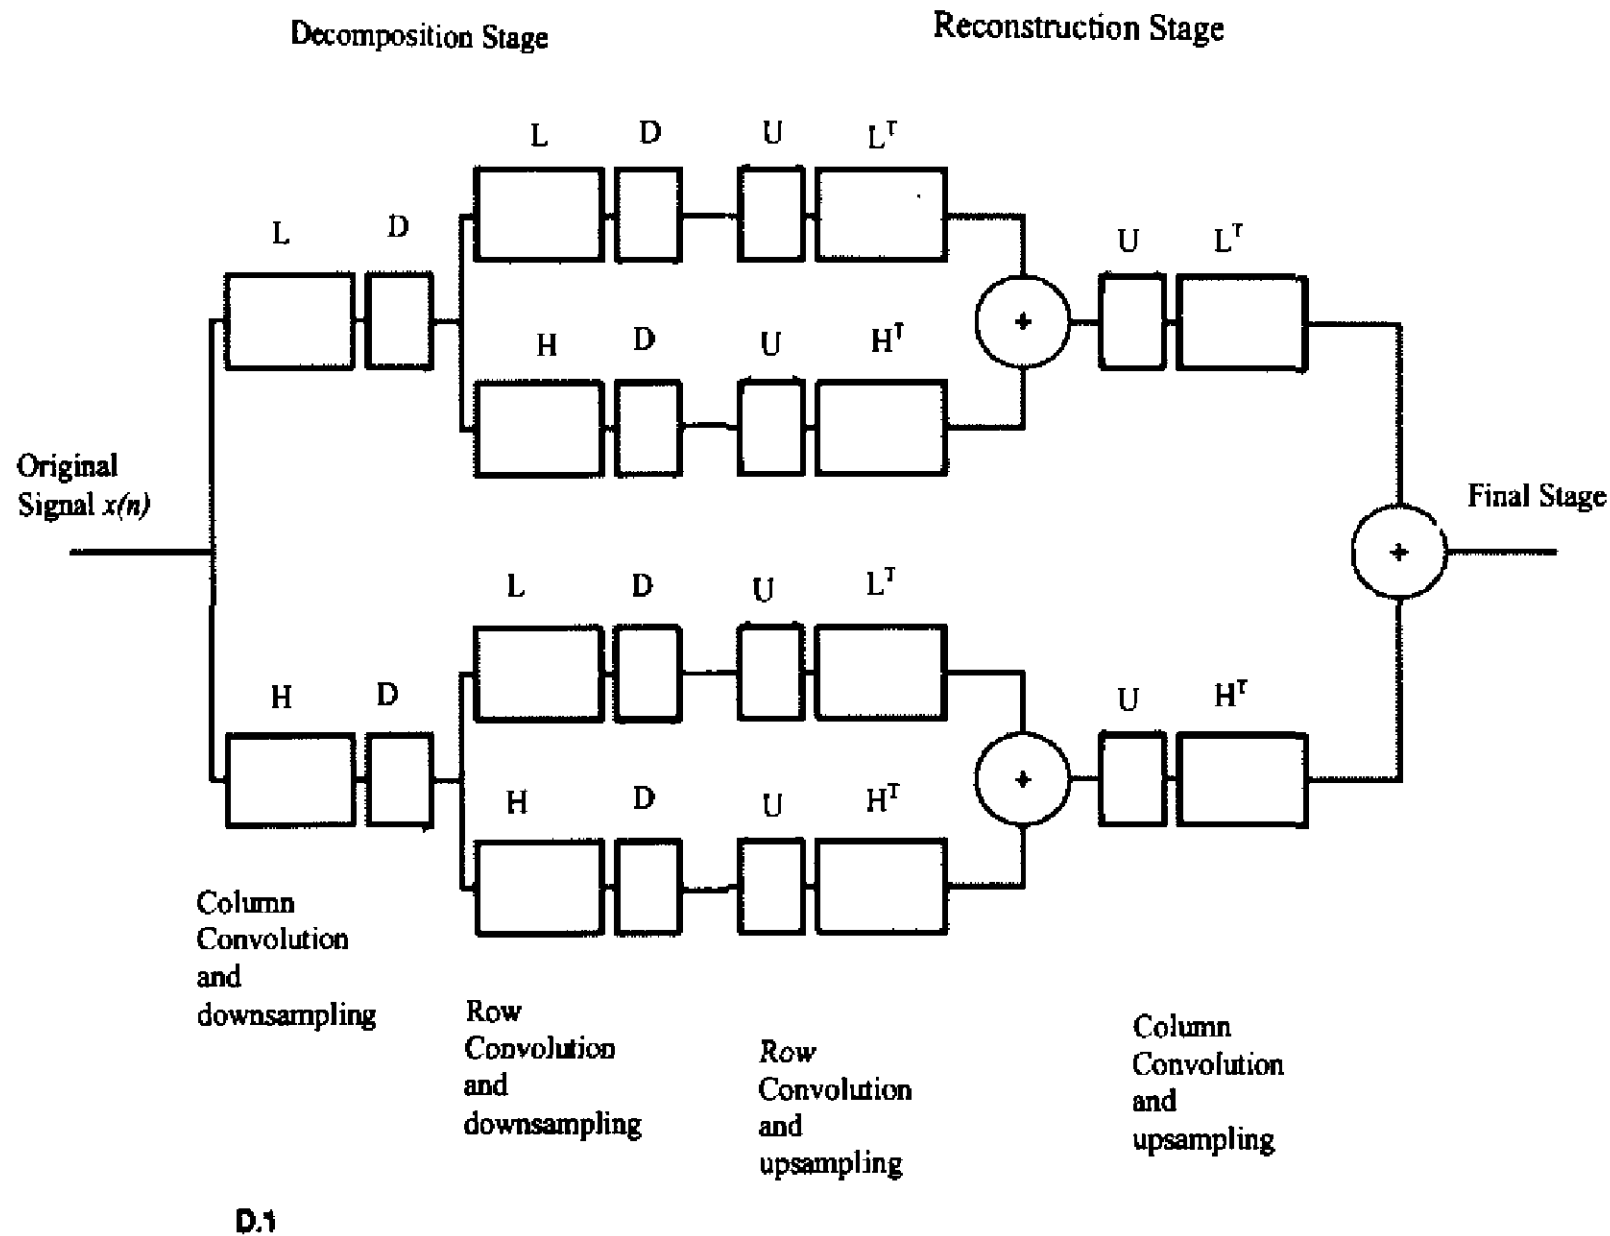 Decomposition Stage
Reconstruction Stage
L D U L^T
L D
U L^T
H D U H^T
Original
Signal x(n)
+
Final Stage
+
L D U L^T
H D
U H^T
H D U H^T
+
Column
Convolution
and
downsampling
Row
Convolution
and
downsampling
Row
Convolution
and
upsampling
Column
Convolution
and
upsampling
D.1